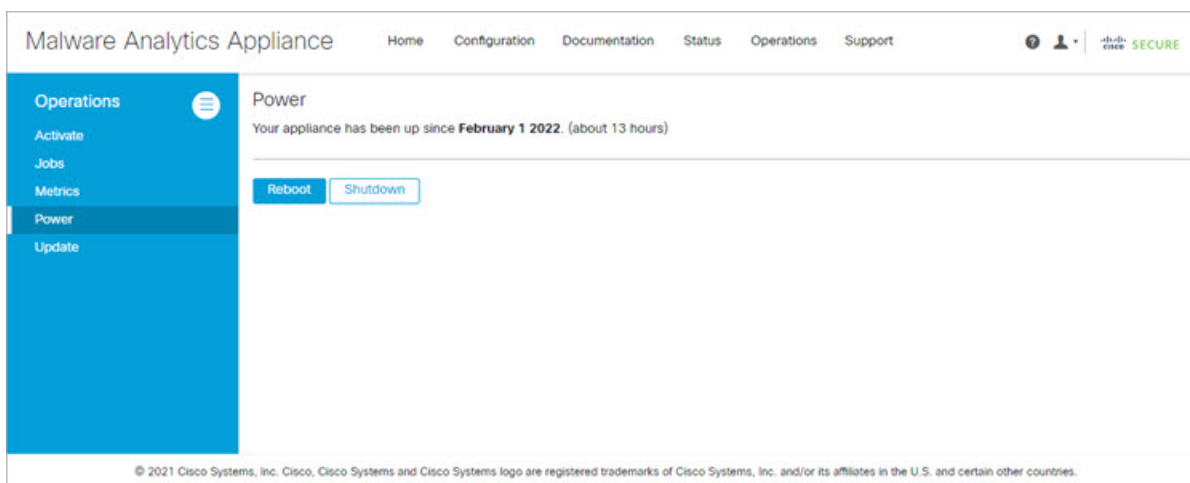 Malware Analytics Appliance
Home Configuration Documentation Status Operations Support
? cisco SECURE
Operations
Activate
Jobs
Metrics
Power
Update
Power
Your appliance has been up since February 1 2022. (about 13 hours)
Reboot Shutdown
© 2021 Cisco Systems, Inc. Cisco, Cisco Systems and Cisco Systems logo are registered trademarks of Cisco Systems, Inc. and/or its affiliates in the U.S. and certain other countries.